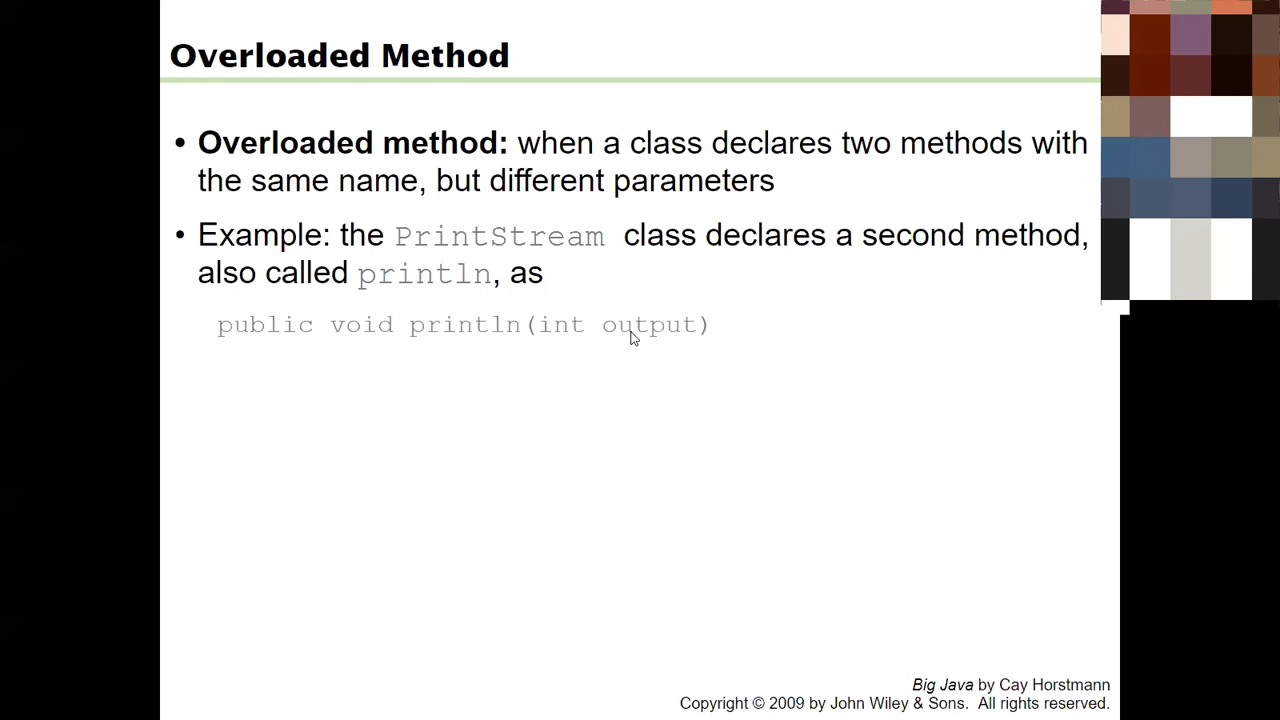 Overloaded Method
• Overloaded method: when a class declares two methods with
the same name, but different parameters
• Example: the PrintStream class declares a second method,
also called println, as
public void println(int output)
Big Java by Cay Horstmann
Copyright © 2009 by John Wiley & Sons. All rights reserved.